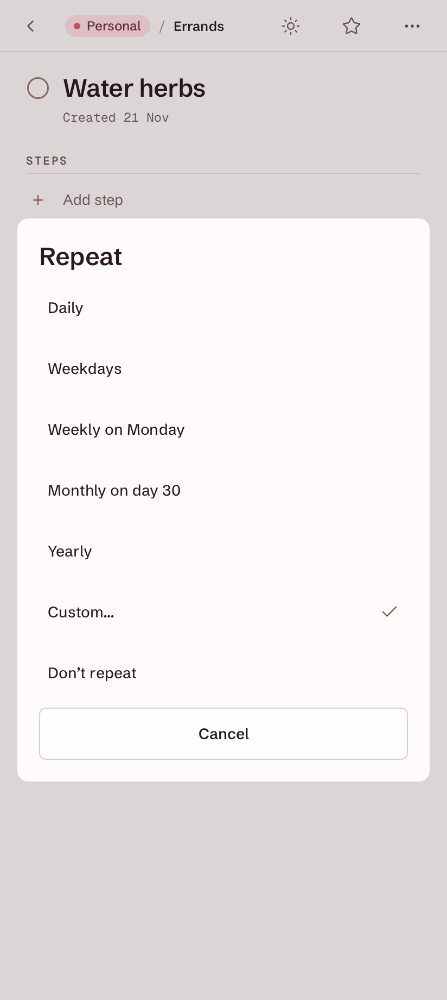 Personal / Errands
Water herbs
Created 21 Nov
STEPS
+ Add step
Repeat
Daily
Weekdays
Weekly on Monday
Monthly on day 30
Yearly
Custom…
Don’t repeat
Cancel